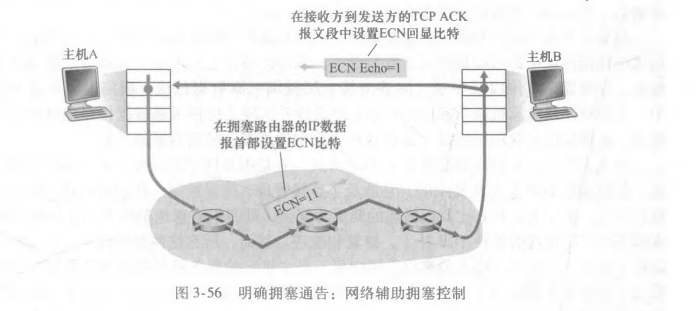 在接收方到发送方的TCP ACK
报文段中设置ECN回显比特
主机A
ECN Echo=1
主机B
在拥塞路由器的IP数据
报首部设置ECN比特
ECN=11
图 3-56 明确拥塞通告：网络辅助拥塞控制